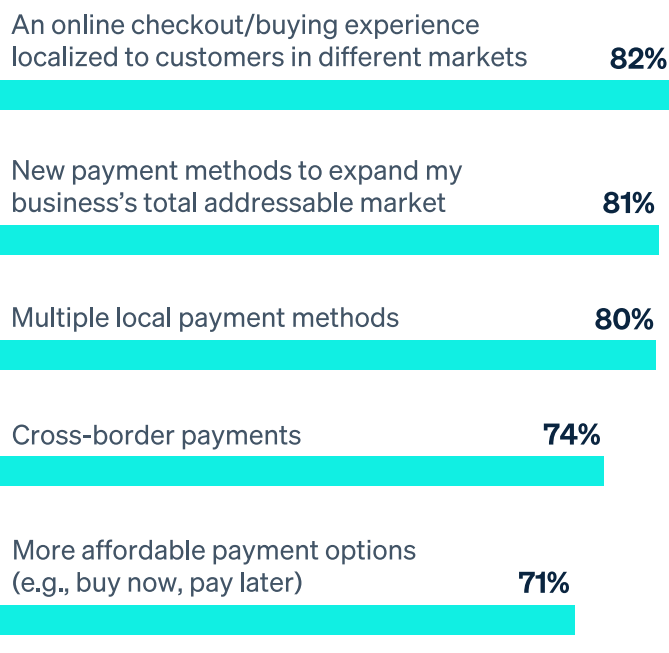 An online checkout/buying experience
localized to customers in different markets 82%
New payment methods to expand my
business’s total addressable market 81%
Multiple local payment methods 80%
Cross-border payments 74%
More affordable payment options
(e.g., buy now, pay later) 71%